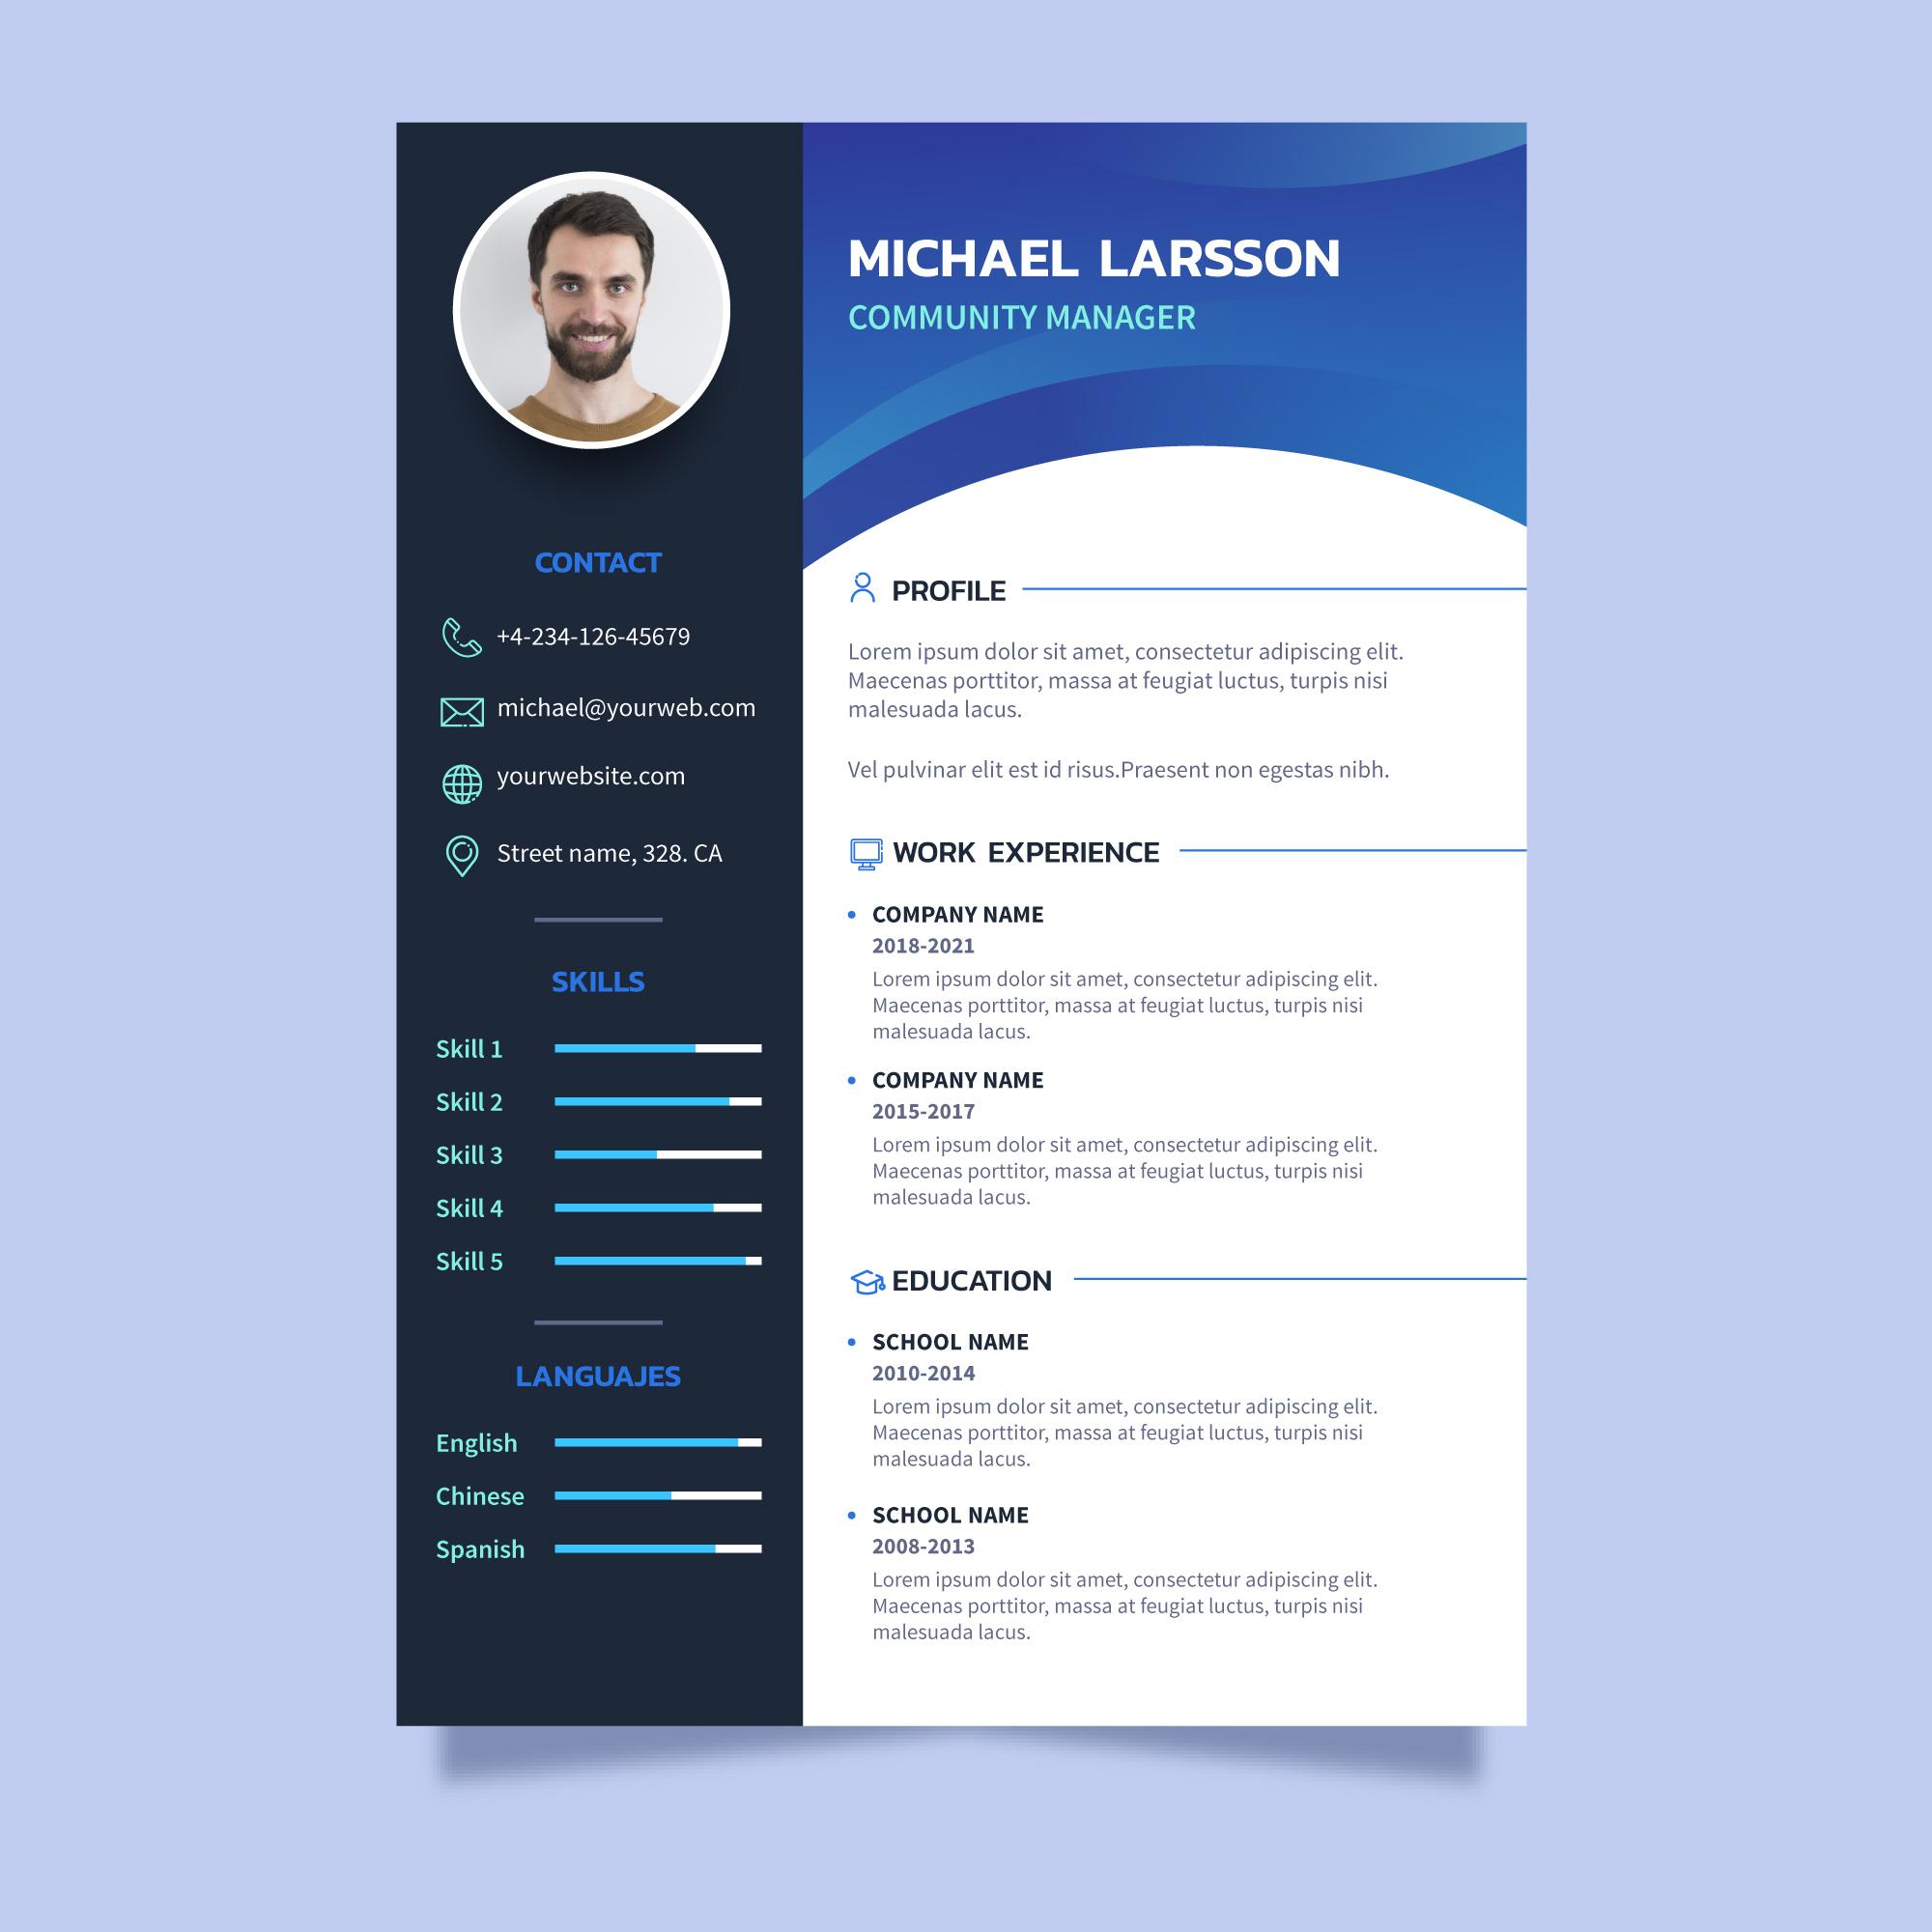 MICHAEL LARSSON
COMMUNITY MANAGER
CONTACT
+4-234-126-45679
michael@yourweb.com
yourwebsite.com
Street name, 328. CA
SKILLS
Skill 1
Skill 2
Skill 3
Skill 4
Skill 5
LANGUAJES
English
Chinese
Spanish
PROFILE
Lorem ipsum dolor sit amet, consectetur adipiscing elit.
Maecenas porttitor, massa at feugiat luctus, turpis nisi
malesuada lacus.
Vel pulvinar elit est id risus.Praesent non egestas nibh.
WORK EXPERIENCE
COMPANY NAME
2018-2021
Lorem ipsum dolor sit amet, consectetur adipiscing elit.
Maecenas porttitor, massa at feugiat luctus, turpis nisi
malesuada lacus.
COMPANY NAME
2015-2017
Lorem ipsum dolor sit amet, consectetur adipiscing elit.
Maecenas porttitor, massa at feugiat luctus, turpis nisi
malesuada lacus.
EDUCATION
SCHOOL NAME
2010-2014
Lorem ipsum dolor sit amet, consectetur adipiscing elit.
Maecenas porttitor, massa at feugiat luctus, turpis nisi
malesuada lacus.
SCHOOL NAME
2008-2013
Lorem ipsum dolor sit amet, consectetur adipiscing elit.
Maecenas porttitor, massa at feugiat luctus, turpis nisi
malesuada lacus.